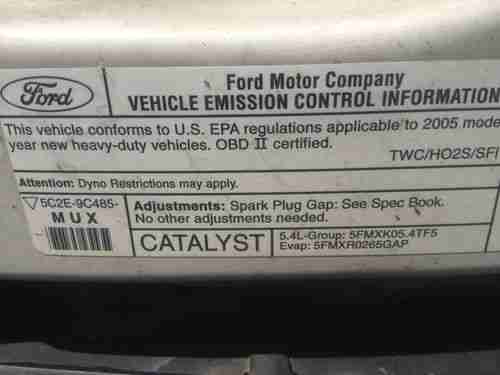 Ford
Ford Motor Company
VEHICLE EMISSION CONTROL INFORMATION
This vehicle conforms to U.S. EPA regulations applicable to 2005 mode
year new heavy-duty vehicles. OBD II certified.
TWC/HO2S/SFI
Attention: Dyno Restrictions may apply.
5C2E-9C485-
MUX
Adjustments: Spark Plug Gap: See Spec Book.
No other adjustments needed.
CATALYST
5.4L-Group: 5FMXK05.4TF5
Evap: 5FMXR0265GAP